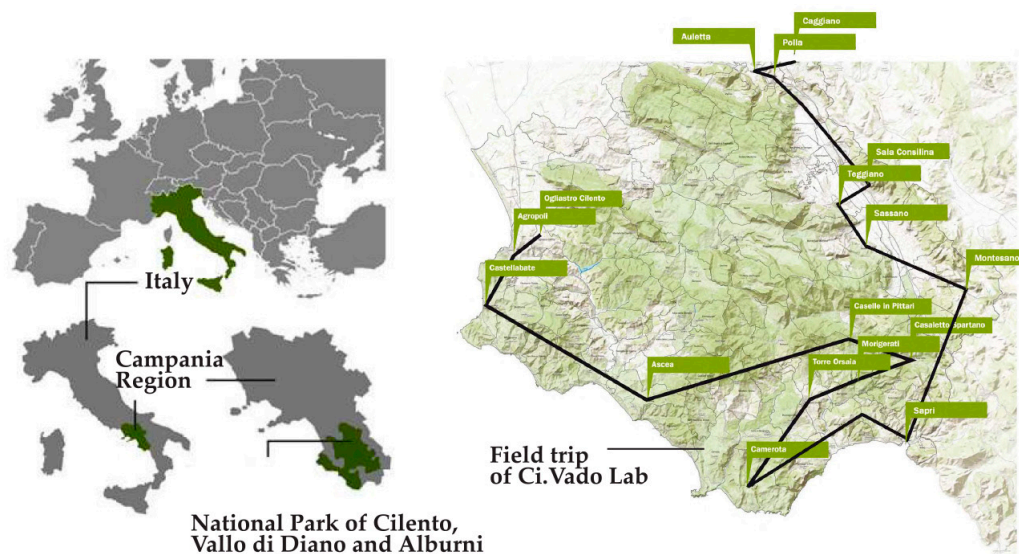 Italy
Campania
Region
National Park of Cilento,
Vallo di Diano and Alburni
Caggiano
Auletta
Polla
Sala Consilina
Teggiano
Sassano
Ogliastro Cilento
Agropoli
Castellabate
Montesano
Caselle in Pittari
Casaletto Spartano
Morigerati
Torre Orsaia
Ascea
Sapri
Camerota
Field trip
of Ci.Vado Lab